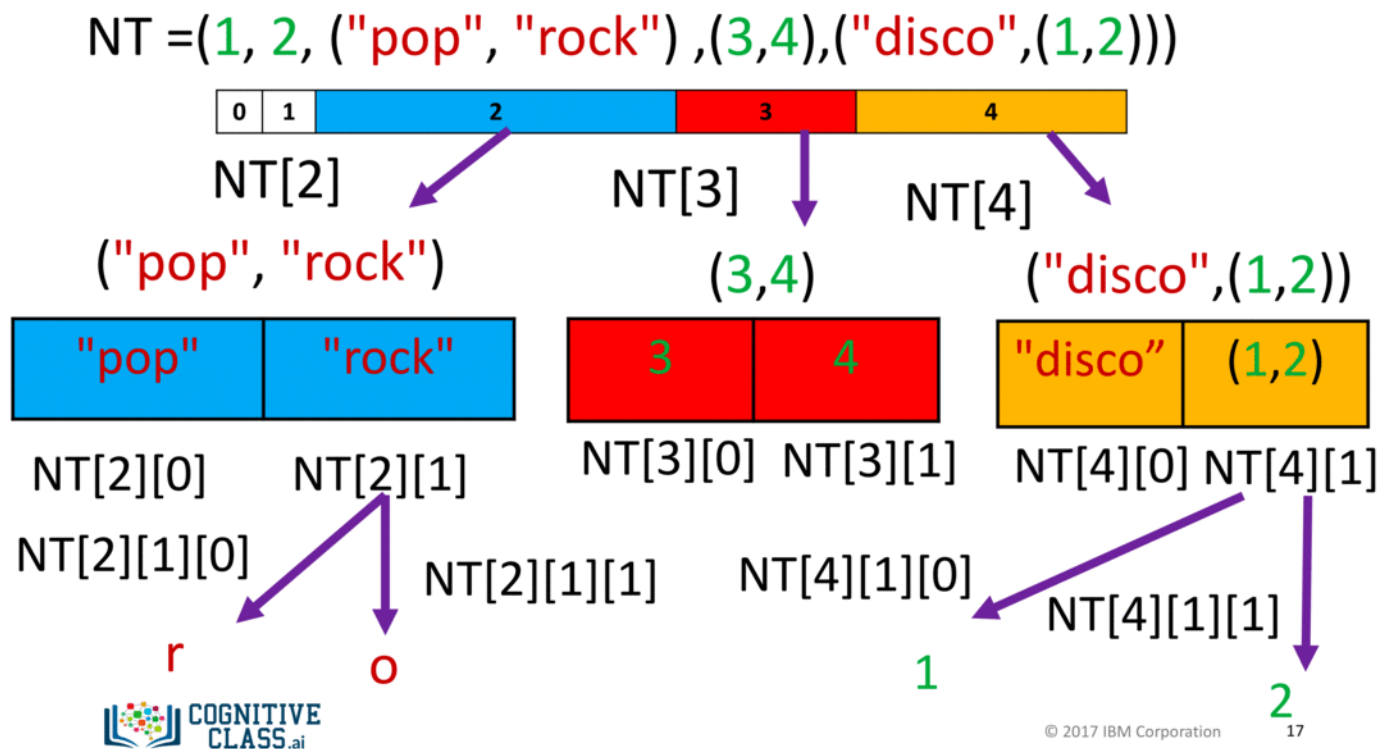 NT =(1, 2, ("pop", "rock") ,(3,4),("disco",(1,2)))
0 1 2 3 4
NT[2] NT[3] NT[4]
("pop", "rock") (3,4) ("disco",(1,2))
"pop" "rock" 3 4 "disco” (1,2)
NT[2][0] NT[2][1] NT[3][0] NT[3][1] NT[4][0] NT[4][1]
NT[2][1][0] NT[2][1][1] NT[4][1][0] NT[4][1][1]
r o 1 2
COGNITIVE
CLASS.ai
© 2017 IBM Corporation 17